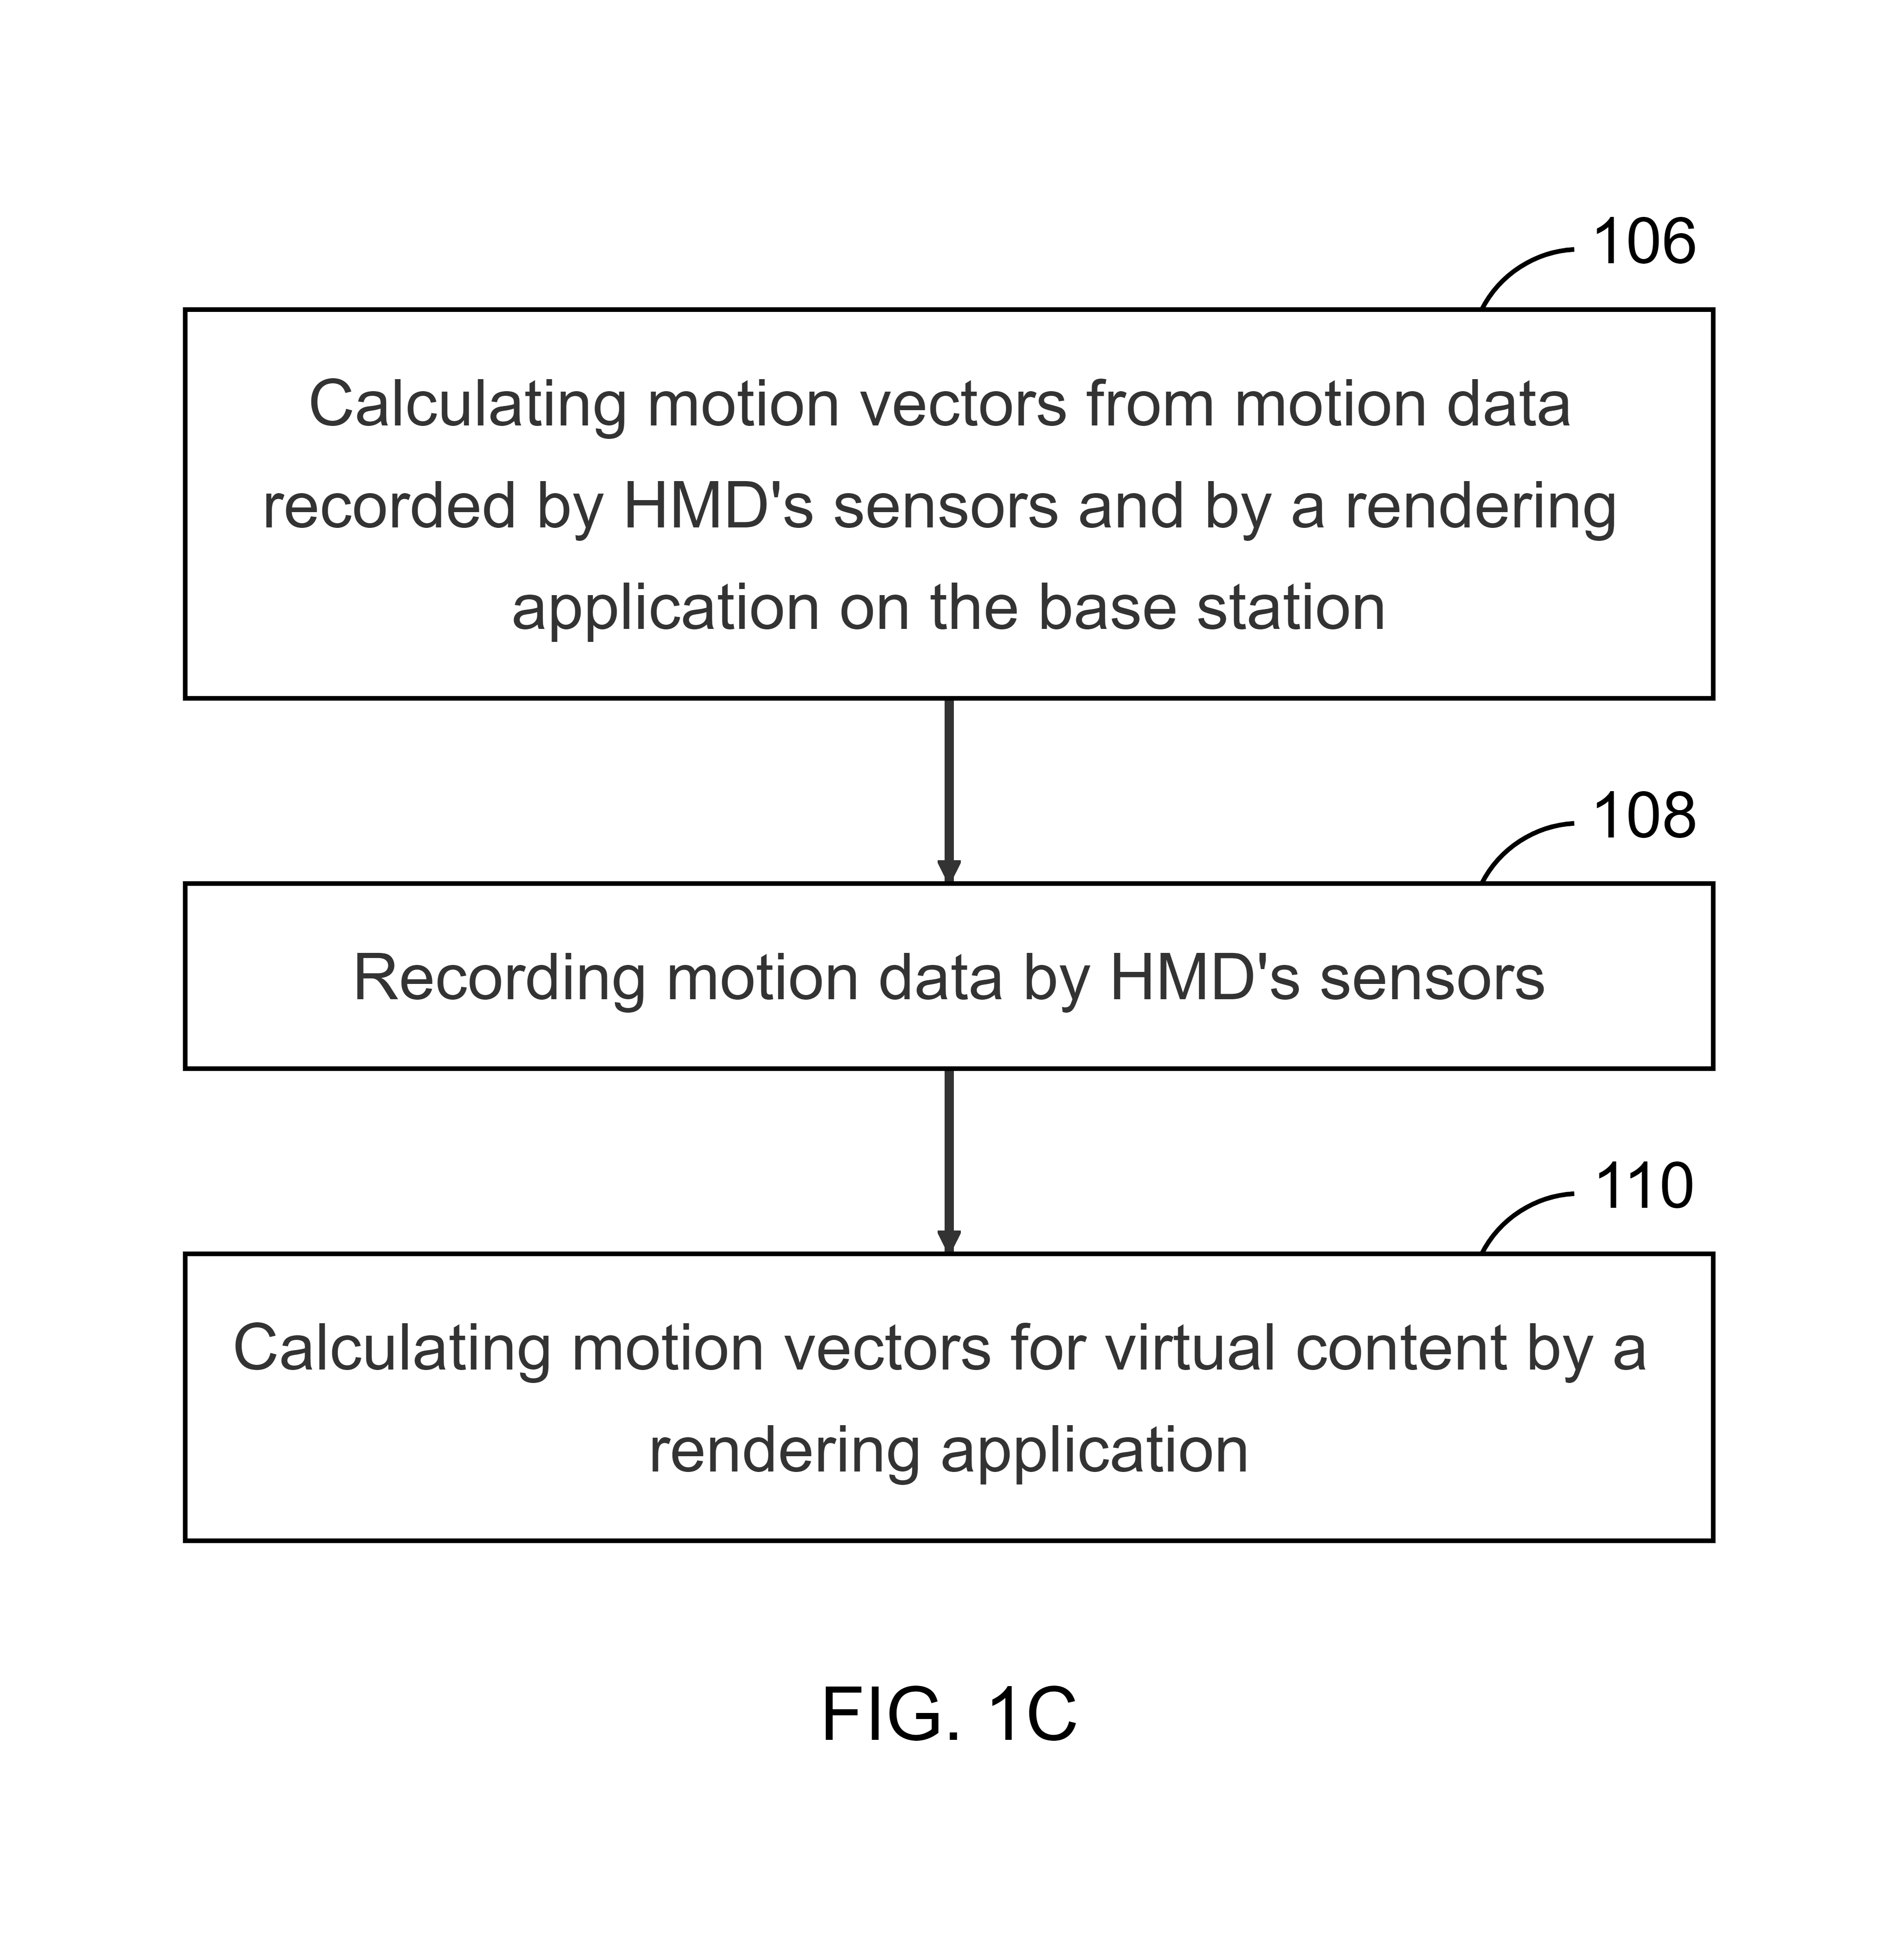 106
Calculating motion vectors from motion data
recorded by HMD's sensors and by a rendering
application on the base station
108
Recording motion data by HMD's sensors
110
Calculating motion vectors for virtual content by a
rendering application
FIG. 1C